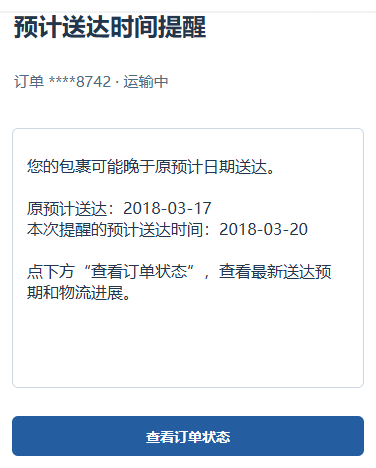 预计送达时间提醒
订单 ****8742 · 运输中
您的包裹可能晚于原预计日期送达。
原预计送达：2018-03-17
本次提醒的预计送达时间：2018-03-20
点下方“查看订单状态”，查看最新送达预
期和物流进展。
查看订单状态